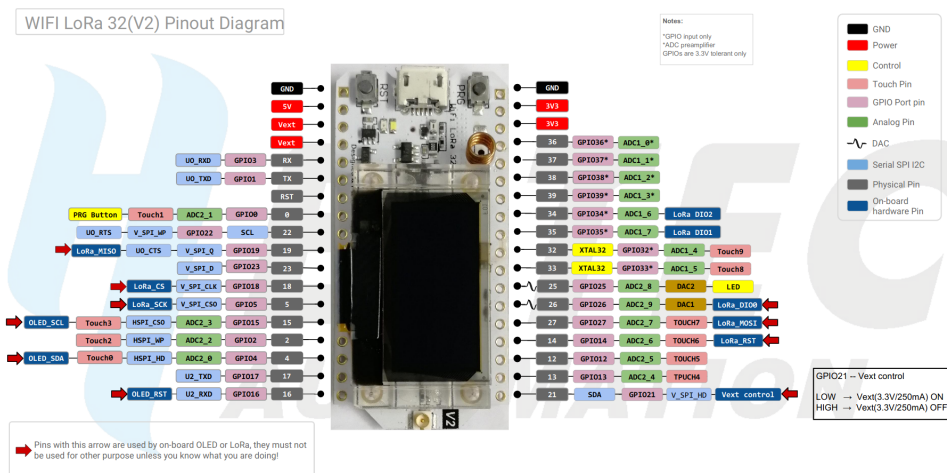 WIFI LoRa 32(V2) Pinout Diagram
Notes:
*GPIO input only
*ADC preamplifier
GPIOs are 3.3V tolerant only
GND
Power
Control
Touch Pin
GPIO Port pin
Analog Pin
DAC
Serial SPI I2C
Physical Pin
On-board
hardware Pin
GND
5V
Vext
Vext
UO_RXD GPIO3 RX
UO_TXD GPIO1 TX
RST
PRG Button Touch1 ADC2_1 GPIO0 0
UO_RTS V_SPI_WP GPIO22 SCL 22
LoRa_MISO UO_CTS V_SPI_Q GPIO19 19
V_SPI_D GPIO23 23
LoRa_CS V_SPI_CLK GPIO18 18
LoRa_SCK V_SPI_CSO GPIO5 5
OLED_SCL Touch3 HSPI_CSO ADC2_3 GPIO15 15
Touch2 HSPI_WP ADC2_2 GPIO2 2
OLED_SDA Touch0 HSPI_HD ADC2_0 GPIO4 4
U2_TXD GPIO17 17
OLED_RST U2_RXD GPIO16 16
RST
PRG
WiFi LoRa 32
V2
GND
3V3
3V3
36 GPIO36* ADC1_0*
37 GPIO37* ADC1_1*
38 GPIO38* ADC1_2*
39 GPIO39* ADC1_3*
34 GPIO34* ADC1_6 LoRa DIO2
35 GPIO35* ADC1_7 LoRa DIO1
32 XTAL32 GPIO32* ADC1_4 Touch9
33 XTAL32 GPIO33* ADC1_5 Touch8
25 GPIO25 ADC2_8 DAC2 LED
26 GPIO26 ADC2_9 DAC1 LoRa_DIO0
27 GPIO27 ADC2_7 TOUCH7 LoRa_MOSI
14 GPIO14 ADC2_6 TOUCH6 LoRa_RST
12 GPIO12 ADC2_5 TOUCH5
13 GPIO13 ADC2_4 TPUCH4
21 SDA GPIO21 V_SPI_HD Vext control
GPIO21 -- Vext control
LOW → Vext(3.3V/250mA) ON
HIGH → Vext(3.3V/250mA) OFF
Pins with this arrow are used by on-board OLED or LoRa, they must not
be used for other purpose unless you know what you are doing!